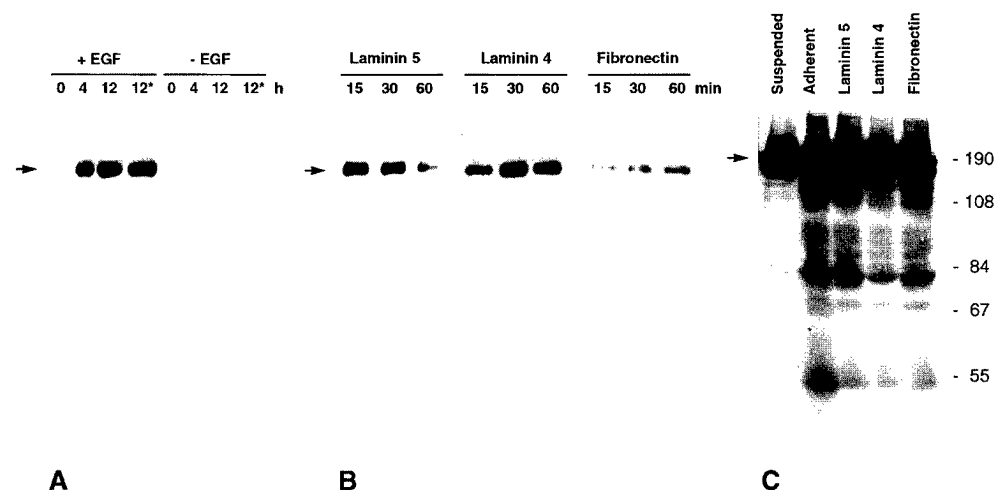 + EGF
- EGF
0 4 12 12* 0 4 12 12* h
A
Laminin 5 Laminin 4 Fibronectin
15 30 60 15 30 60 15 30 60 min
B
Suspended
Adherent
Laminin 5
Laminin 4
Fibronectin
- 190
- 108
- 84
- 67
- 55
C